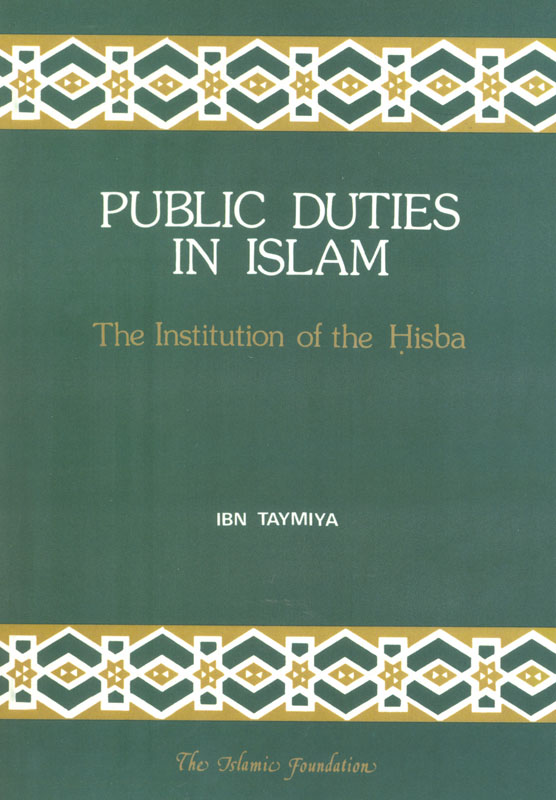 PUBLIC DUTIES
IN ISLAM
The Institution of the Ḥisba
IBN TAYMIYA
The Islamic Foundation